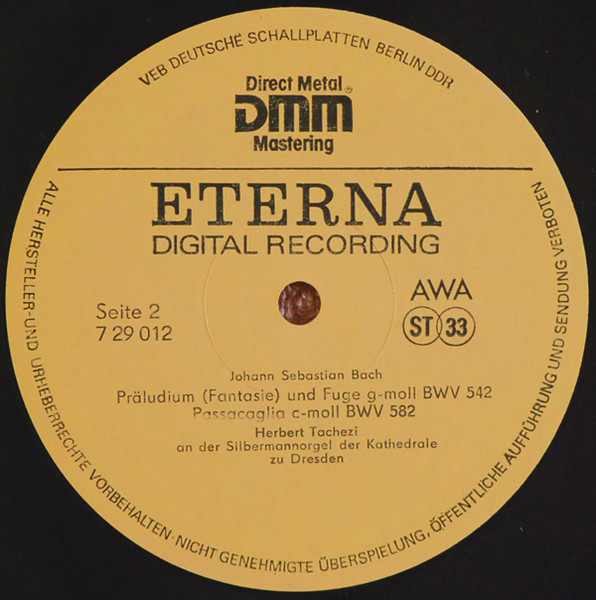 VEB DEUTSCHE SCHALLPLATTEN BERLIN DDR
Direct Metal
DMM®
Mastering
ETERNA
DIGITAL RECORDING
Seite 2
7 29 012
AWA
ST 33
Johann Sebastian Bach
Präludium (Fantasie) und Fuge g-moll BWV 542
Passacaglia c-moll BWV 582
Herbert Tachezi
an der Silbermannorgel der Kathedrale
zu Dresden
ALLE HERSTELLER-UND URHEBERRECHTE VORBEHALTEN·NICHT GENEHMIGTE ÜBERSPIELUNG, ÖFFENTLICHE AUFFÜHRUNG UND SENDUNG VERBOTEN